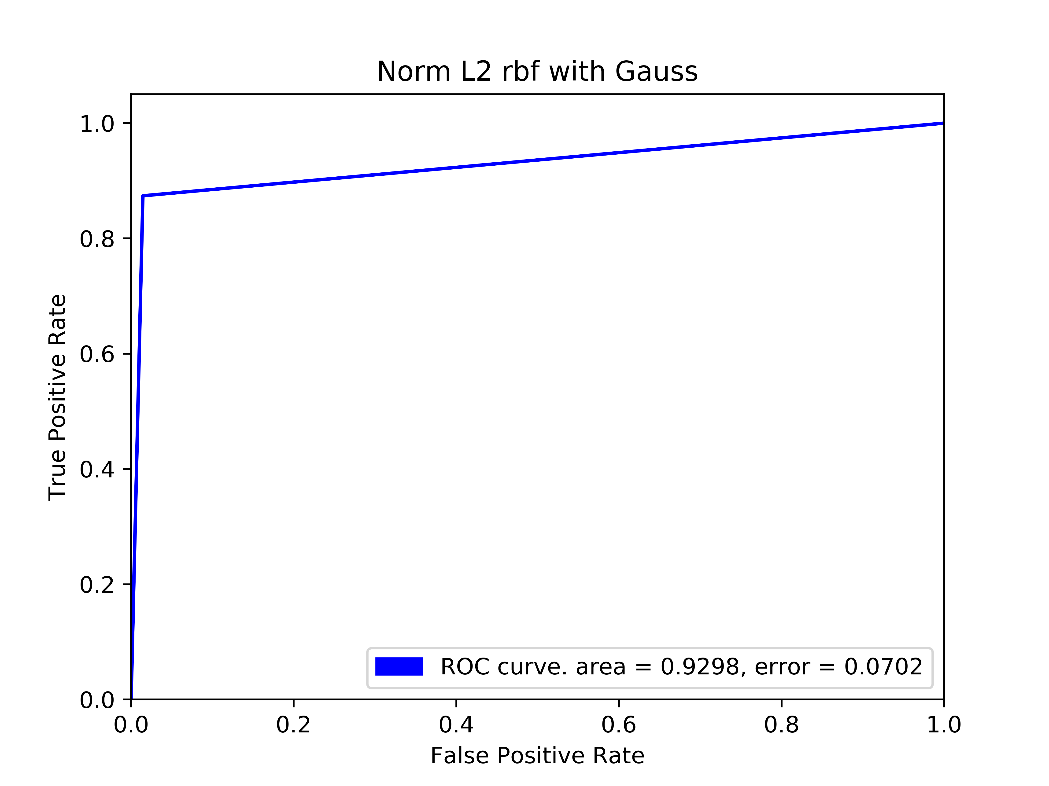 Norm L2 rbf with Gauss
1.0
0.8
0.6
0.4
0.2
0.0
True Positive Rate
ROC curve. area = 0.9298, error = 0.0702
0.0 0.2 0.4 0.6 0.8 1.0
False Positive Rate